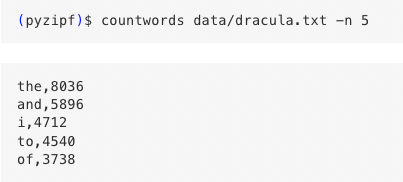 (pyzipf)$ countwords data/dracula.txt -n 5
the,8036
and,5896
i,4712
to,4540
of,3738